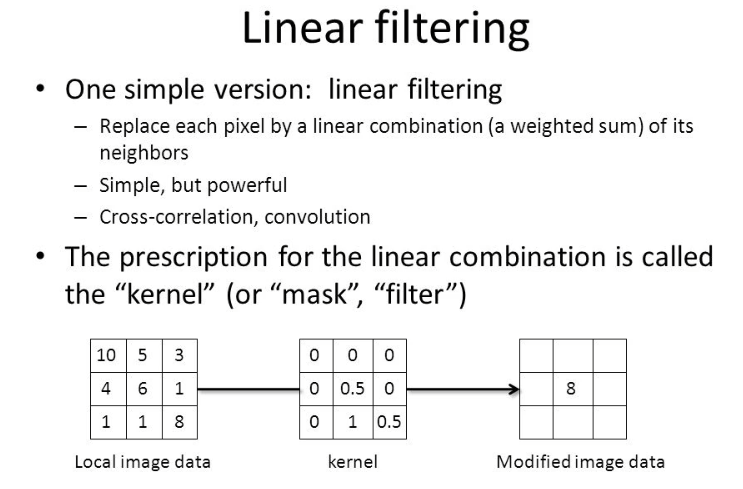 Linear filtering
• One simple version: linear filtering
– Replace each pixel by a linear combination (a weighted sum) of its
neighbors
– Simple, but powerful
– Cross-correlation, convolution
• The prescription for the linear combination is called
the “kernel” (or “mask”, “filter”)
10 5 3
4 6 1
1 1 8
0 0 0
0 0.5 0
0 1 0.5
8
Local image data
kernel
Modified image data